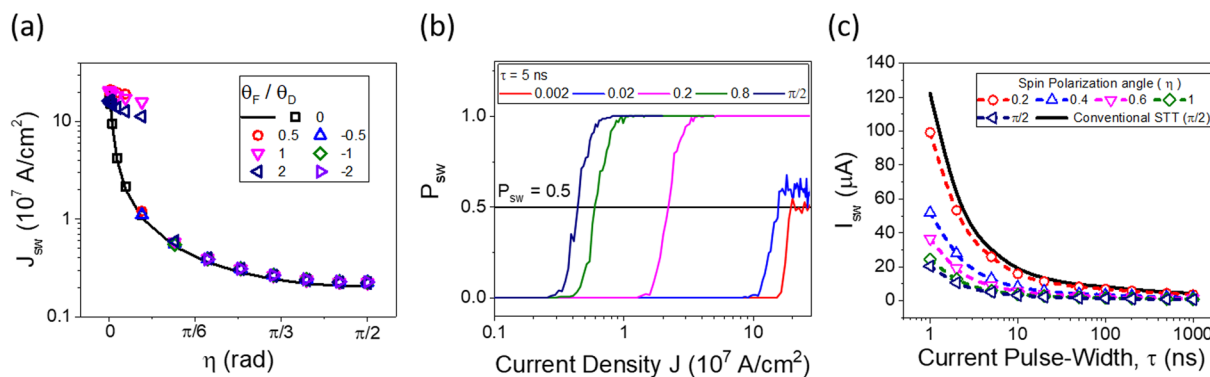 (a)
J_sw (10^7 A/cm^2)
10
1
0.1
θ_F / θ_D
0
0.5 -0.5
1 -1
2 -2
0 π/6 π/3 π/2
η (rad)
(b)
P_sw
τ = 5 ns
0.002 0.02 0.2 0.8 π/2
1.0
P_sw = 0.5
0.5
0.0
0.1 1 10
Current Density J (10^7 A/cm^2)
(c)
I_sw (μA)
140
120
100
80
60
40
20
0
Spin Polarization angle ( η )
0.2 0.4 0.6 1
π/2 Conventional STT (π/2)
1 10 100 1000
Current Pulse-Width, τ (ns)